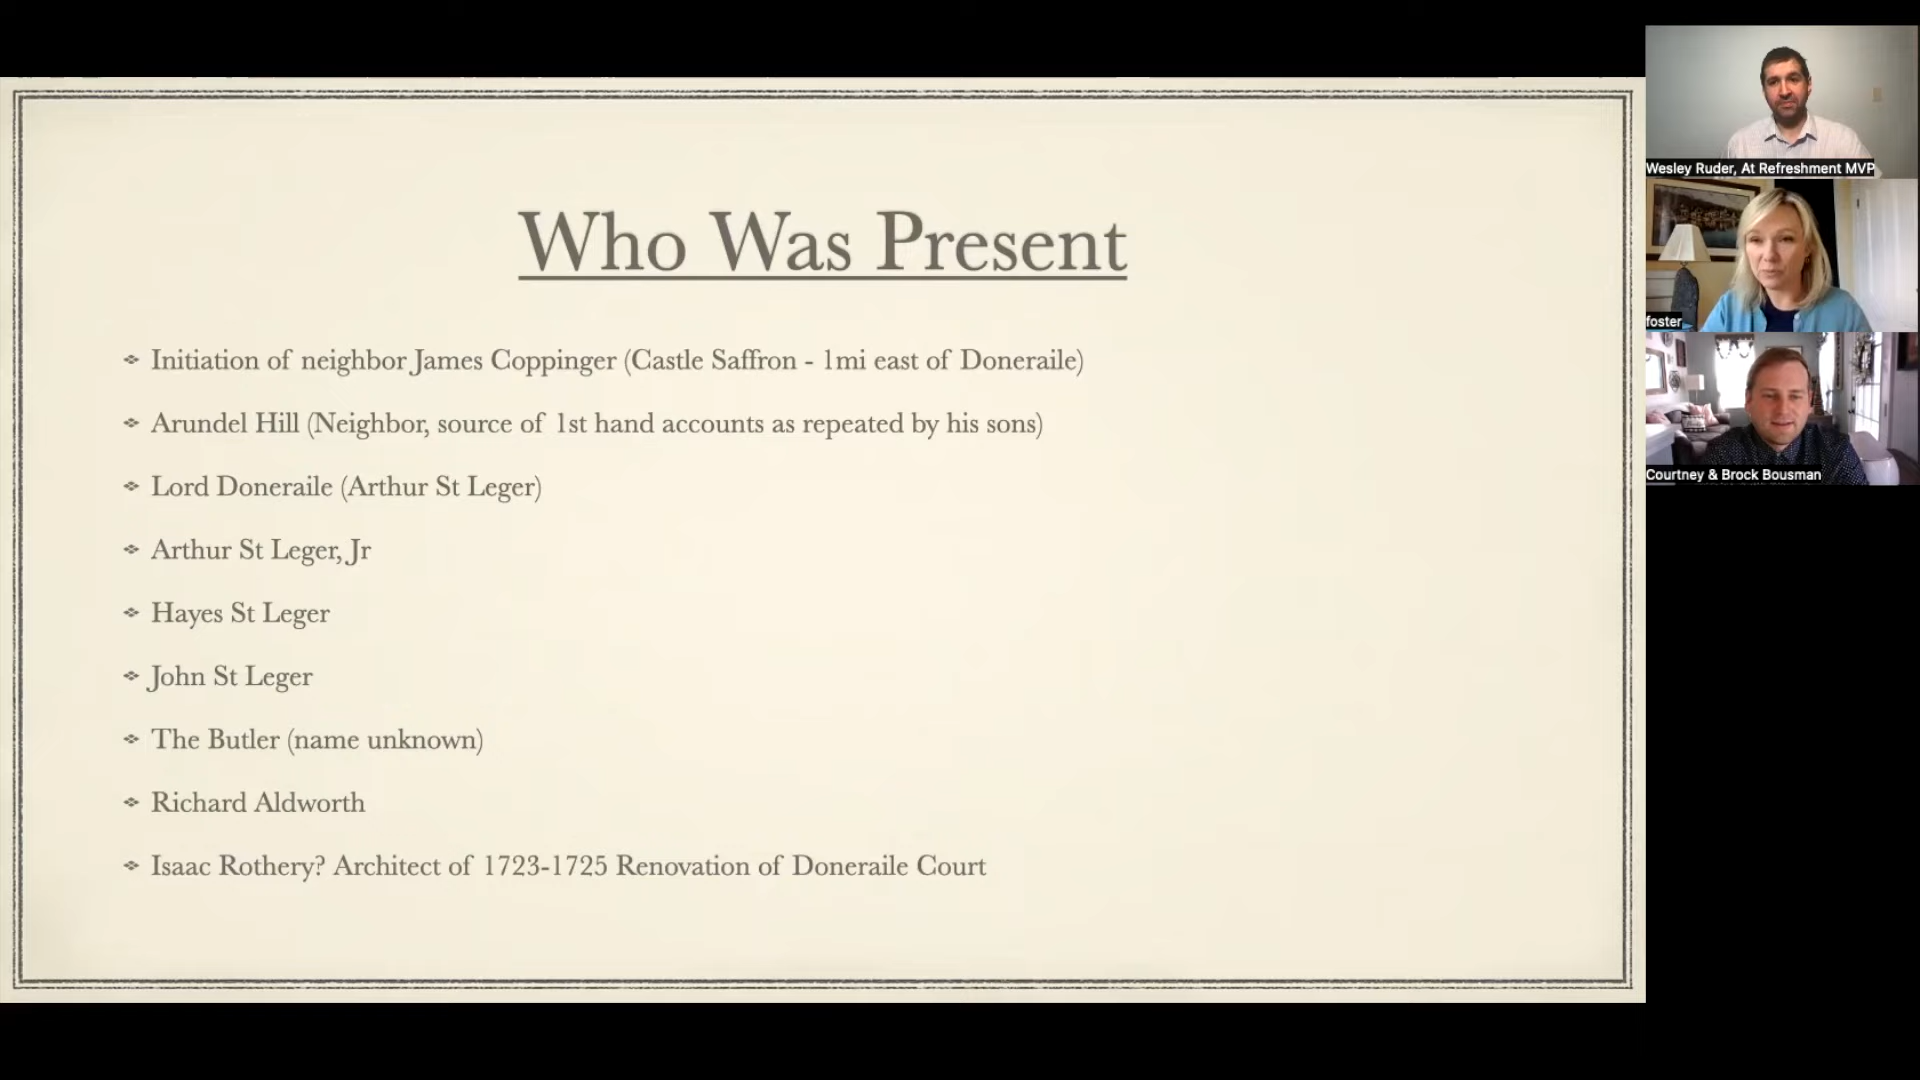 Who Was Present
Initiation of neighbor James Coppinger (Castle Saffron - 1mi east of Doneraile)
Arundel Hill (Neighbor, source of 1st hand accounts as repeated by his sons)
Lord Doneraile (Arthur St Leger)
Arthur St Leger, Jr
Hayes St Leger
John St Leger
The Butler (name unknown)
Richard Aldworth
Isaac Rothery? Architect of 1723-1725 Renovation of Doneraile Court
Wesley Ruder, At Refreshment MVP
foster
Courtney & Brock Bousman